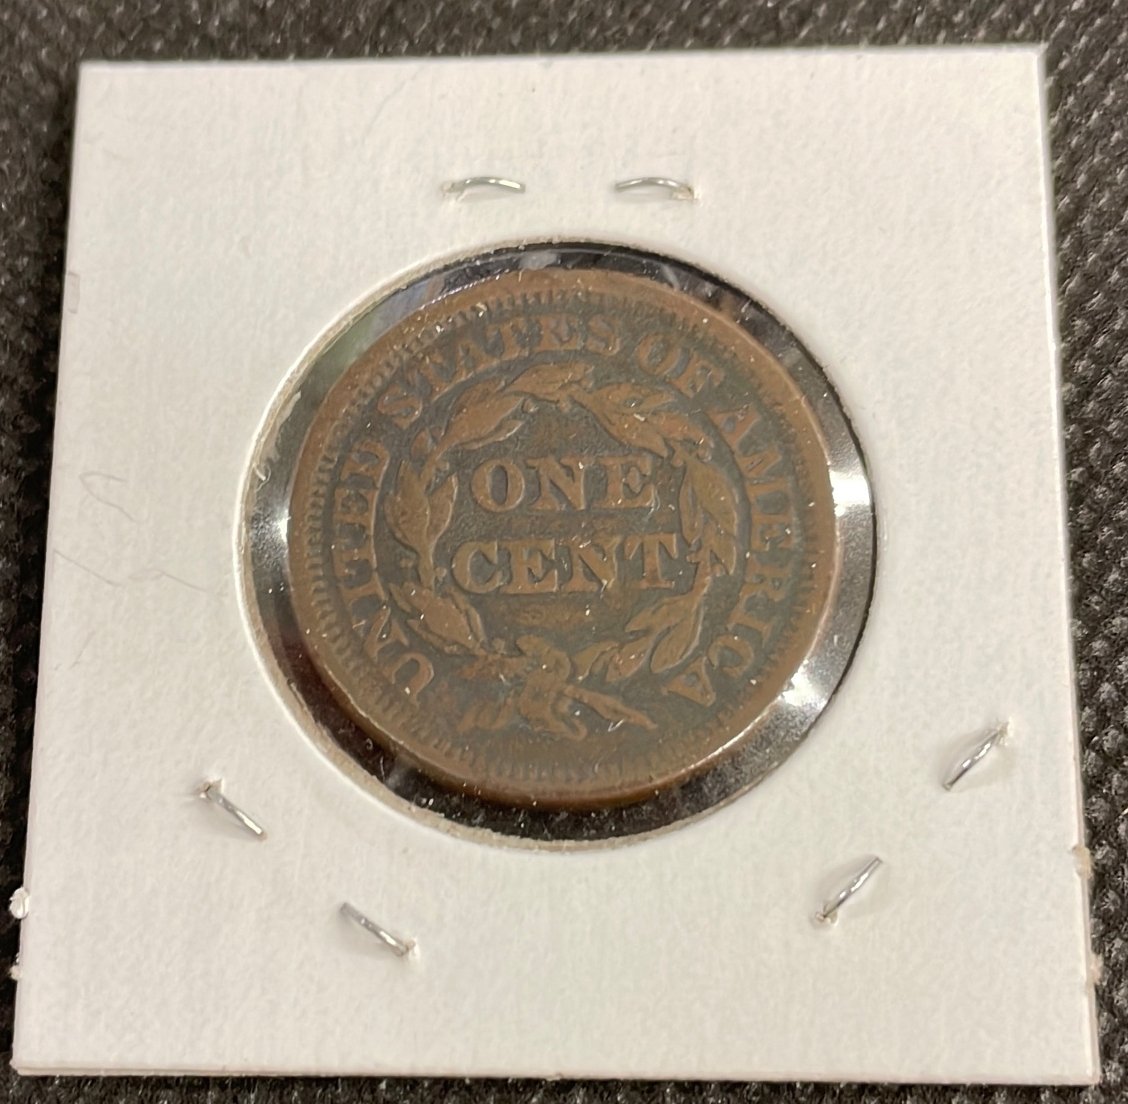 UNITED STATES OF AMERICA
ONE
CENT